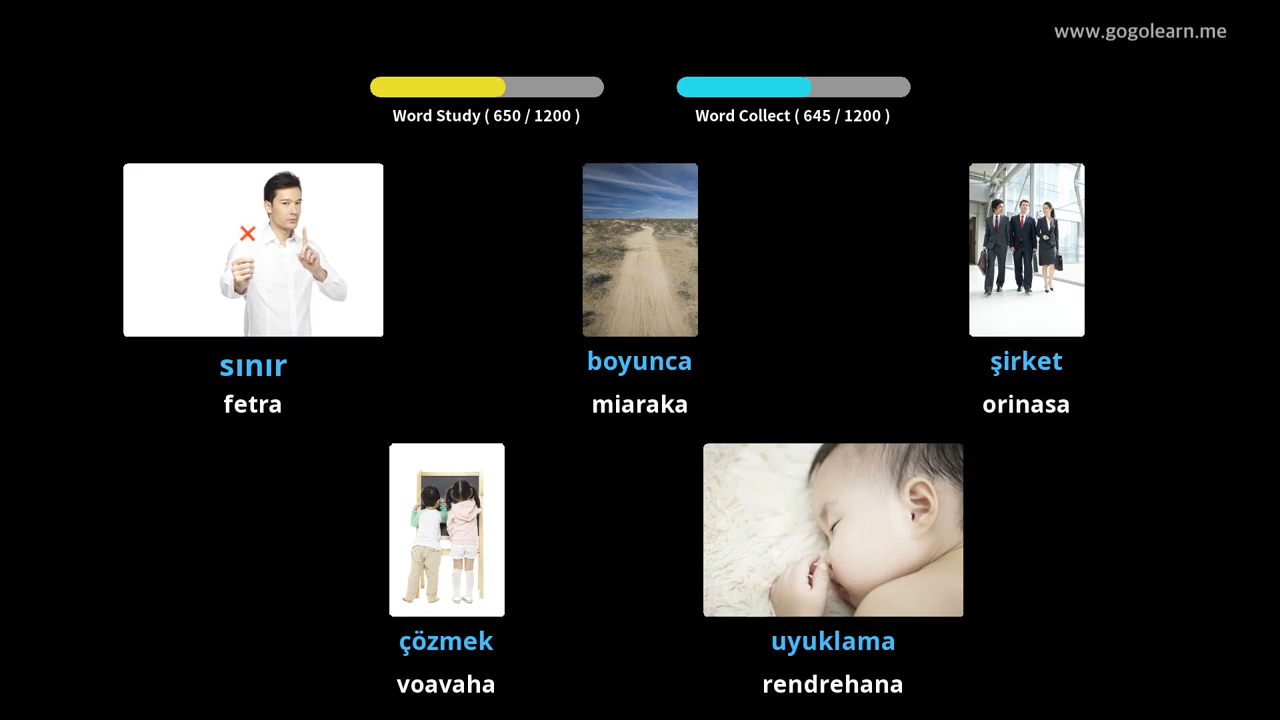 www.gogolearn.me
Word Study ( 650 / 1200 )
Word Collect ( 645 / 1200 )
sınır
fetra
boyunca
miaraka
şirket
orinasa
çözmek
voavaha
uyuklama
rendrehana